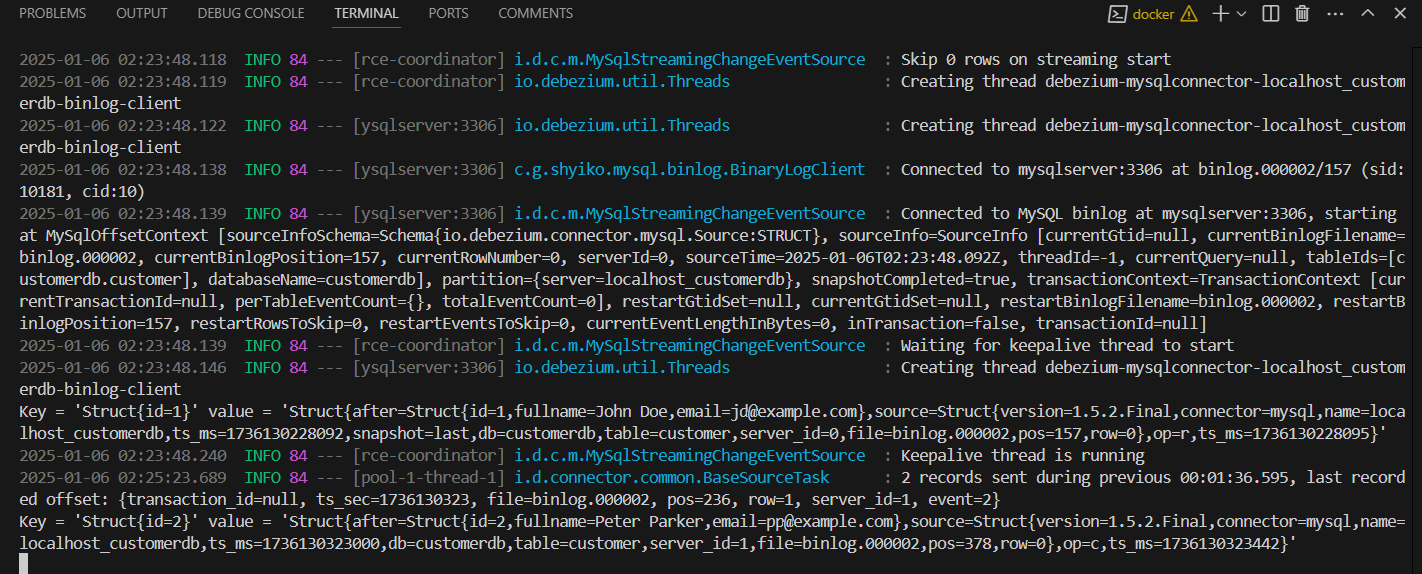 PROBLEMS OUTPUT DEBUG CONSOLE TERMINAL PORTS COMMENTS docker
2025-01-06 02:23:48.118  INFO 84 --- [rce-coordinator] i.d.c.m.MySqlStreamingChangeEventSource  : Skip 0 rows on streaming start
2025-01-06 02:23:48.119  INFO 84 --- [rce-coordinator] io.debezium.util.Threads                 : Creating thread debezium-mysqlconnector-localhost_custom
erdb-binlog-client
2025-01-06 02:23:48.122  INFO 84 --- [ysqlserver:3306] io.debezium.util.Threads                 : Creating thread debezium-mysqlconnector-localhost_custom
erdb-binlog-client
2025-01-06 02:23:48.138  INFO 84 --- [ysqlserver:3306] c.g.shyiko.mysql.binlog.BinaryLogClient  : Connected to mysqlserver:3306 at binlog.000002/157 (sid:
10181, cid:10)
2025-01-06 02:23:48.139  INFO 84 --- [ysqlserver:3306] i.d.c.m.MySqlStreamingChangeEventSource  : Connected to MySQL binlog at mysqlserver:3306, starting
at MySqlOffsetContext [sourceInfoSchema=Schema{io.debezium.connector.mysql.Source:STRUCT}, sourceInfo=SourceInfo [currentGtid=null, currentBinlogFilename=
binlog.000002, currentBinlogPosition=157, currentRowNumber=0, serverId=0, sourceTime=2025-01-06T02:23:48.092Z, threadId=-1, currentQuery=null, tableIds=[c
ustomerdb.customer], databaseName=customerdb], partition={server=localhost_customerdb}, snapshotCompleted=true, transactionContext=TransactionContext [cur
rentTransactionId=null, perTableEventCount={}, totalEventCount=0], restartGtidSet=null, currentGtidSet=null, restartBinlogFilename=binlog.000002, restartB
inlogPosition=157, restartRowsToSkip=0, restartEventsToSkip=0, currentEventLengthInBytes=0, inTransaction=false, transactionId=null]
2025-01-06 02:23:48.139  INFO 84 --- [rce-coordinator] i.d.c.m.MySqlStreamingChangeEventSource  : Waiting for keepalive thread to start
2025-01-06 02:23:48.146  INFO 84 --- [ysqlserver:3306] io.debezium.util.Threads                 : Creating thread debezium-mysqlconnector-localhost_custom
erdb-binlog-client
Key = 'Struct{id=1}' value = 'Struct{after=Struct{id=1,fullname=John Doe,email=jd@example.com},source=Struct{version=1.5.2.Final,connector=mysql,name=loca
lhost_customerdb,ts_ms=1736130228092,snapshot=last,db=customerdb,table=customer,server_id=0,file=binlog.000002,pos=157,row=0},op=r,ts_ms=1736130228095}'
2025-01-06 02:23:48.240  INFO 84 --- [rce-coordinator] i.d.c.m.MySqlStreamingChangeEventSource  : Keepalive thread is running
2025-01-06 02:25:23.689  INFO 84 --- [pool-1-thread-1] i.d.connector.common.BaseSourceTask      : 2 records sent during previous 00:01:36.595, last record
ed offset: {transaction_id=null, ts_sec=1736130323, file=binlog.000002, pos=236, row=1, server_id=1, event=2}
Key = 'Struct{id=2}' value = 'Struct{after=Struct{id=2,fullname=Peter Parker,email=pp@example.com},source=Struct{version=1.5.2.Final,connector=mysql,name=
localhost_customerdb,ts_ms=1736130323000,db=customerdb,table=customer,server_id=1,file=binlog.000002,pos=378,row=0},op=c,ts_ms=1736130323442}'